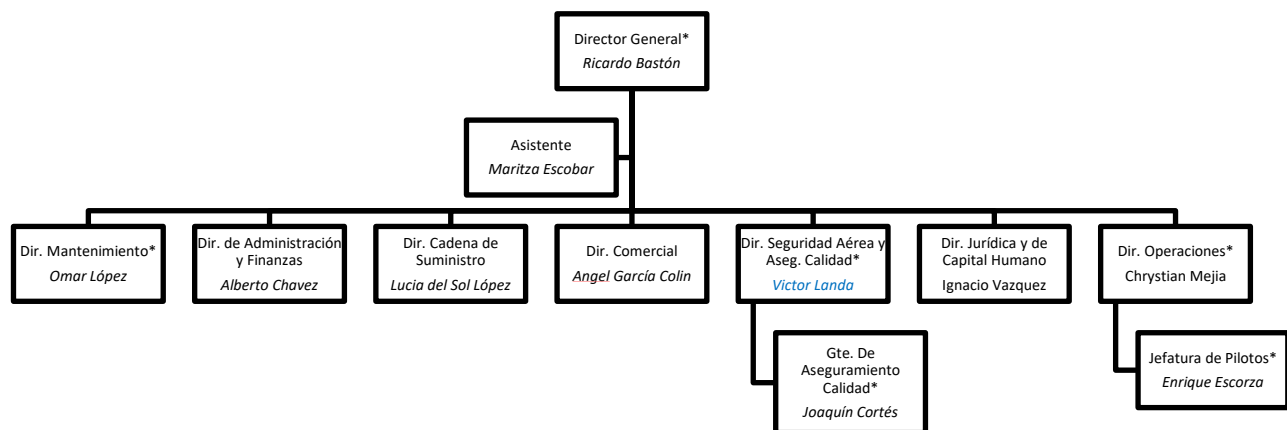 Director General*
Ricardo Bastón
Asistente
Maritza Escobar
Dir. Mantenimiento*
Omar López
Dir. de Administración
y Finanzas
Alberto Chavez
Dir. Cadena de
Suministro
Lucia del Sol López
Dir. Comercial
Angel García Colin
Dir. Seguridad Aérea y
Aseg. Calidad*
Victor Landa
Dir. Jurídica y de
Capital Humano
Ignacio Vazquez
Dir. Operaciones*
Chrystian Mejia
Gte. De
Aseguramiento
Calidad*
Joaquín Cortés
Jefatura de Pilotos*
Enrique Escorza